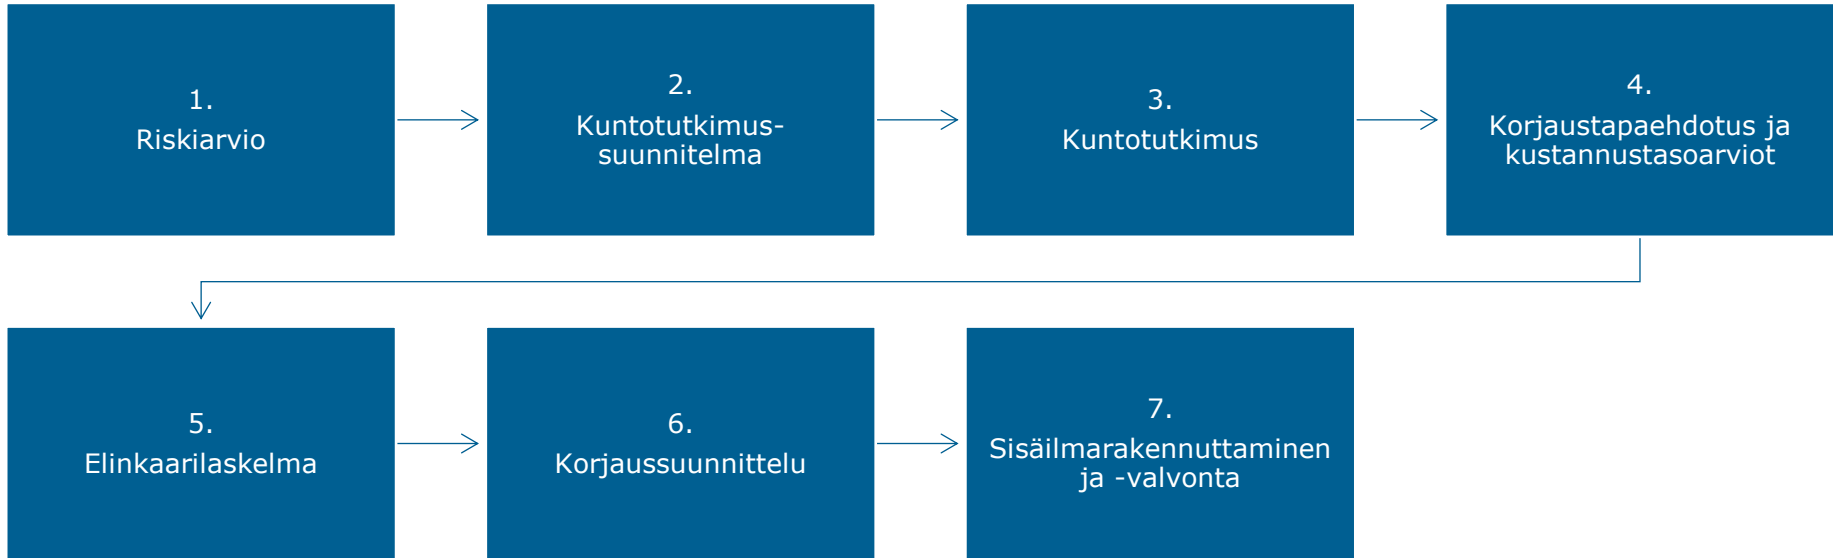 1.
Riskiarvio
2.
Kuntotutkimus-
suunnitelma
3.
Kuntotutkimus
4.
Korjaustapaehdotus ja
kustannustasoarviot
5.
Elinkaarilaskelma
6.
Korjaussuunnittelu
7.
Sisäilmarakennuttaminen
ja -valvonta